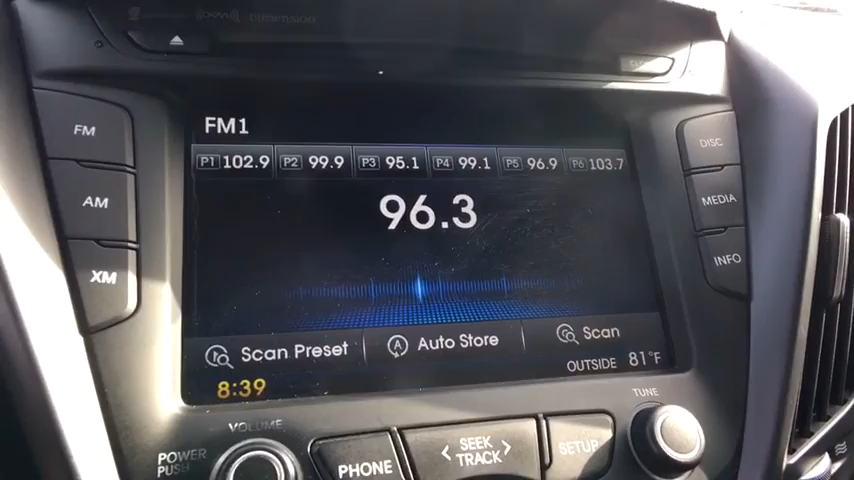 Dimension
CLOSE
FM1
FM
DISC
P1 102.9 P2 99.9 P3 95.1 P4 99.1 P5 96.9 P6 103.7
96.3
AM
MEDIA
XM
INFO
Scan Preset
Auto Store
Scan
8:39
OUTSIDE 81°F
TUNE
VOLUME
POWER
PUSH
PHONE
SEEK
TRACK
SETUP